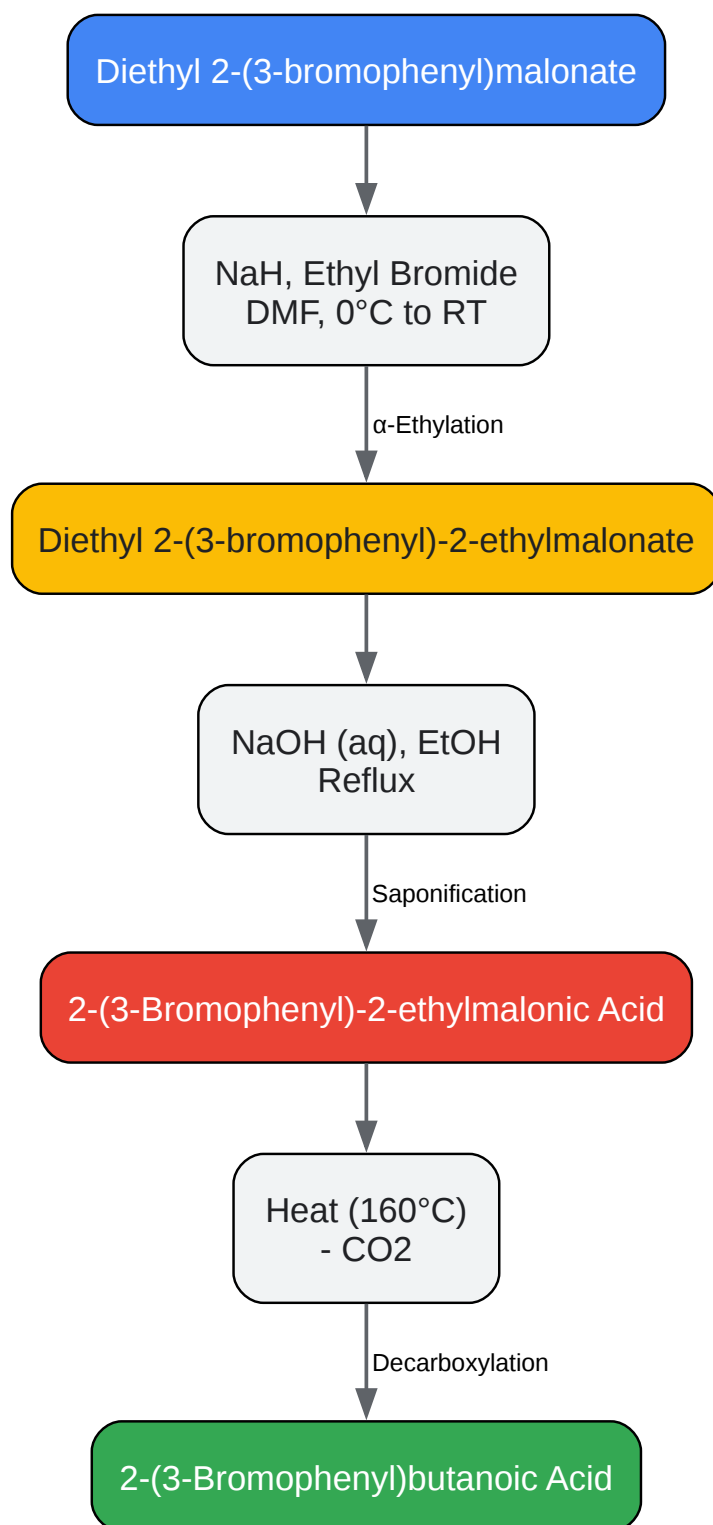 Diethyl 2-(3-bromophenyl)malonate
NaH, Ethyl Bromide
DMF, 0°C to RT
α-Ethylation
Diethyl 2-(3-bromophenyl)-2-ethylmalonate
NaOH (aq), EtOH
Reflux
Saponification
2-(3-Bromophenyl)-2-ethylmalonic Acid
Heat (160°C)
- CO2
Decarboxylation
2-(3-Bromophenyl)butanoic Acid